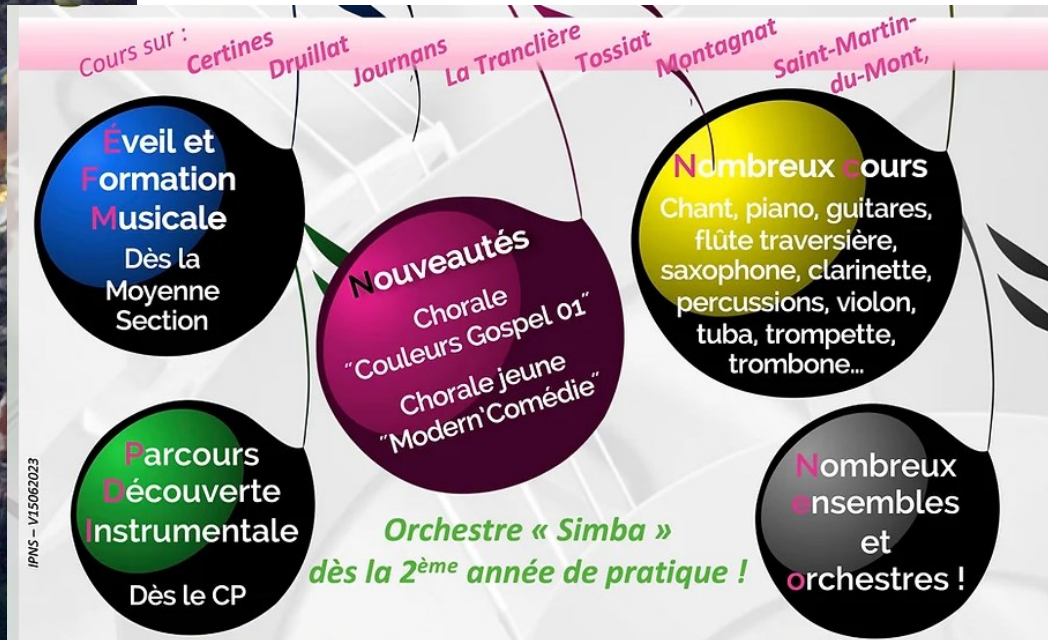 Cours sur :
Certines
Druillat
Journans
La Tranclière
Tossiat
Montagnat
Saint-Martin-
du-Mont,
Éveil et
Formation
Musicale
Dès la
Moyenne
Section
Nouveautés
Chorale
"Couleurs Gospel 01"
Chorale jeune
"Modern'Comédie"
Nombreux cours
Chant, piano, guitares,
flûte traversière,
saxophone, clarinette,
percussions, violon,
tuba, trompette,
trombone...
Parcours
Découverte
Instrumentale
Dès le CP
Orchestre « Simba »
dès la 2ème année de pratique !
Nombreux
ensembles
et
orchestres !
IPNS – V15062023